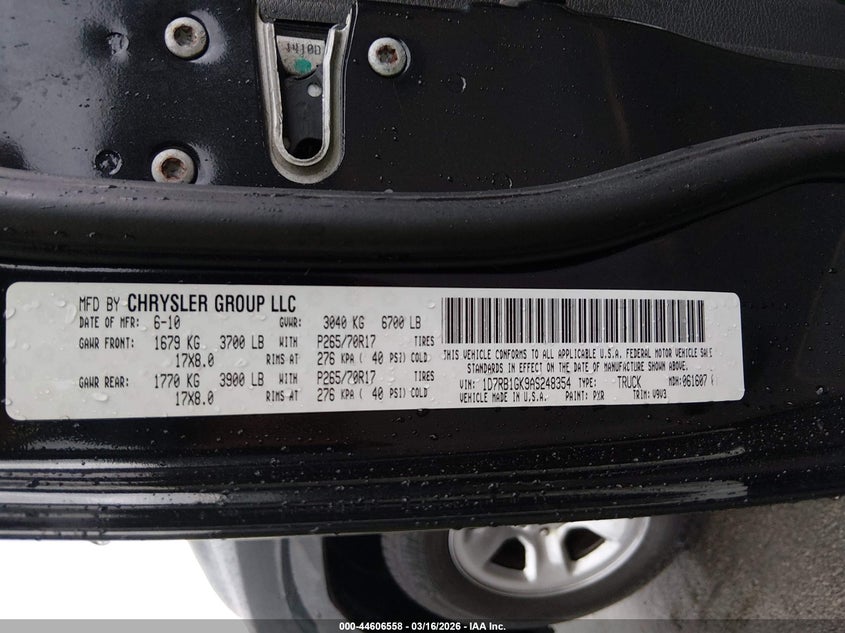 1410D
MFD BY CHRYSLER GROUP LLC
DATE OF MFR: 6-10 GVWR: 3040 KG 6700 LB
GAWR FRONT: 1679 KG 3700 LB WITH P265/70R17 TIRES
17X8.0 RIMS AT 276 KPA ( 40 PSI) COLD
GAWR REAR: 1770 KG 3900 LB WITH P265/70R17 TIRES
17X8.0 RIMS AT 276 KPA ( 40 PSI) COLD
THIS VEHICLE CONFORMS TO ALL APPLICABLE U.S.A. FEDERAL MOTOR VEHICLE SAFE
STANDARDS IN EFFECT ON THE DATE OF MANUFACTURE SHOWN ABOVE.
VIN: 1D7RB1GK9AS248354 TYPE: TRUCK MDH: 061607
VEHICLE MADE IN U.S.A. PAINT: PXR TRIM: V9V3
000-44606558 - 03/16/2026 - IAA Inc.